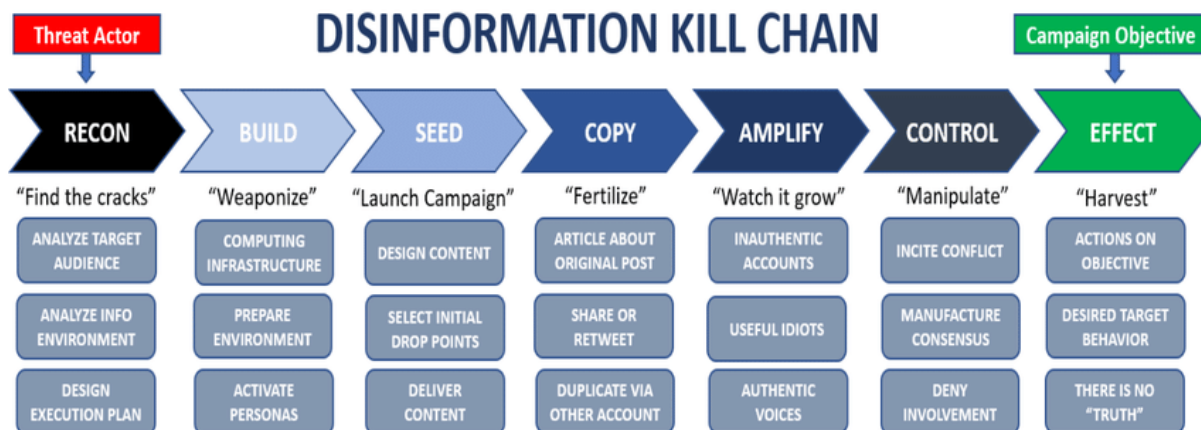 Threat Actor
DISINFORMATION KILL CHAIN
Campaign Objective
RECON
BUILD
SEED
COPY
AMPLIFY
CONTROL
EFFECT
“Find the cracks”
“Weaponize”
“Launch Campaign”
“Fertilize”
“Watch it grow”
“Manipulate”
“Harvest”
ANALYZE TARGET
AUDIENCE
COMPUTING
INFRASTRUCTURE
DESIGN CONTENT
ARTICLE ABOUT
ORIGINAL POST
INAUTHENTIC
ACCOUNTS
INCITE CONFLICT
ACTIONS ON
OBJECTIVE
ANALYZE INFO
ENVIRONMENT
PREPARE
ENVIRONMENT
SELECT INITIAL
DROP POINTS
SHARE OR
RETWEET
USEFUL IDIOTS
MANUFACTURE
CONSENSUS
DESIRED TARGET
BEHAVIOR
DESIGN
EXECUTION PLAN
ACTIVATE
PERSONAS
DELIVER
CONTENT
DUPLICATE VIA
OTHER ACCOUNT
AUTHENTIC
VOICES
DENY
INVOLVEMENT
THERE IS NO
“TRUTH”